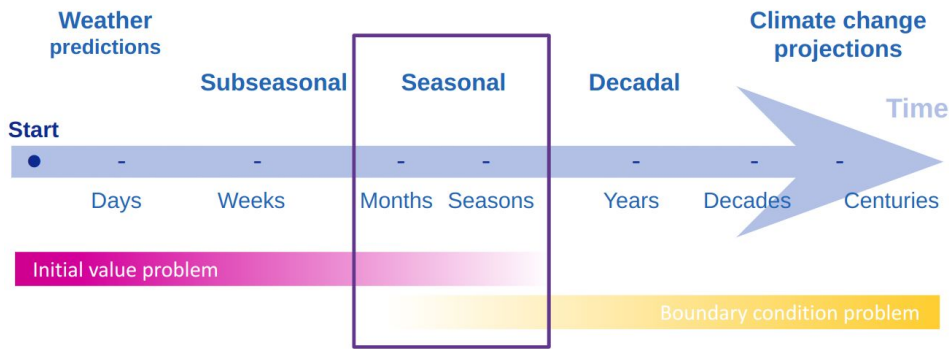 Weather
predictions
Climate change
projections
Subseasonal
Seasonal
Decadal
Time
Start
- - - - - - -
Days
Weeks
Months
Seasons
Years
Decades
Centuries
Initial value problem
Boundary condition problem